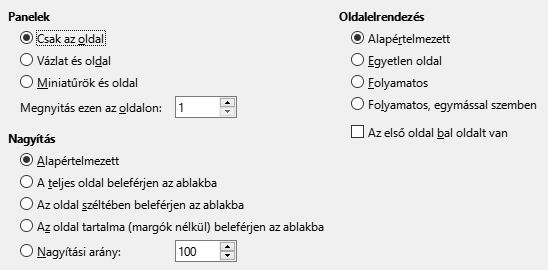 Panelek
Csak az oldal
Vázlat és oldal
Miniatűrök és oldal
Megnyitás ezen az oldalon: 1
Nagyítás
Alapértelmezett
A teljes oldal beleférjen az ablakba
Az oldal széltében beleférjen az ablakba
Az oldal tartalma (margók nélkül) beleférjen az ablakba
Nagyítási arány: 100
Oldalelrendezés
Alapértelmezett
Egyetlen oldal
Folyamatos
Folyamatos, egymással szemben
Az első oldal bal oldalt van